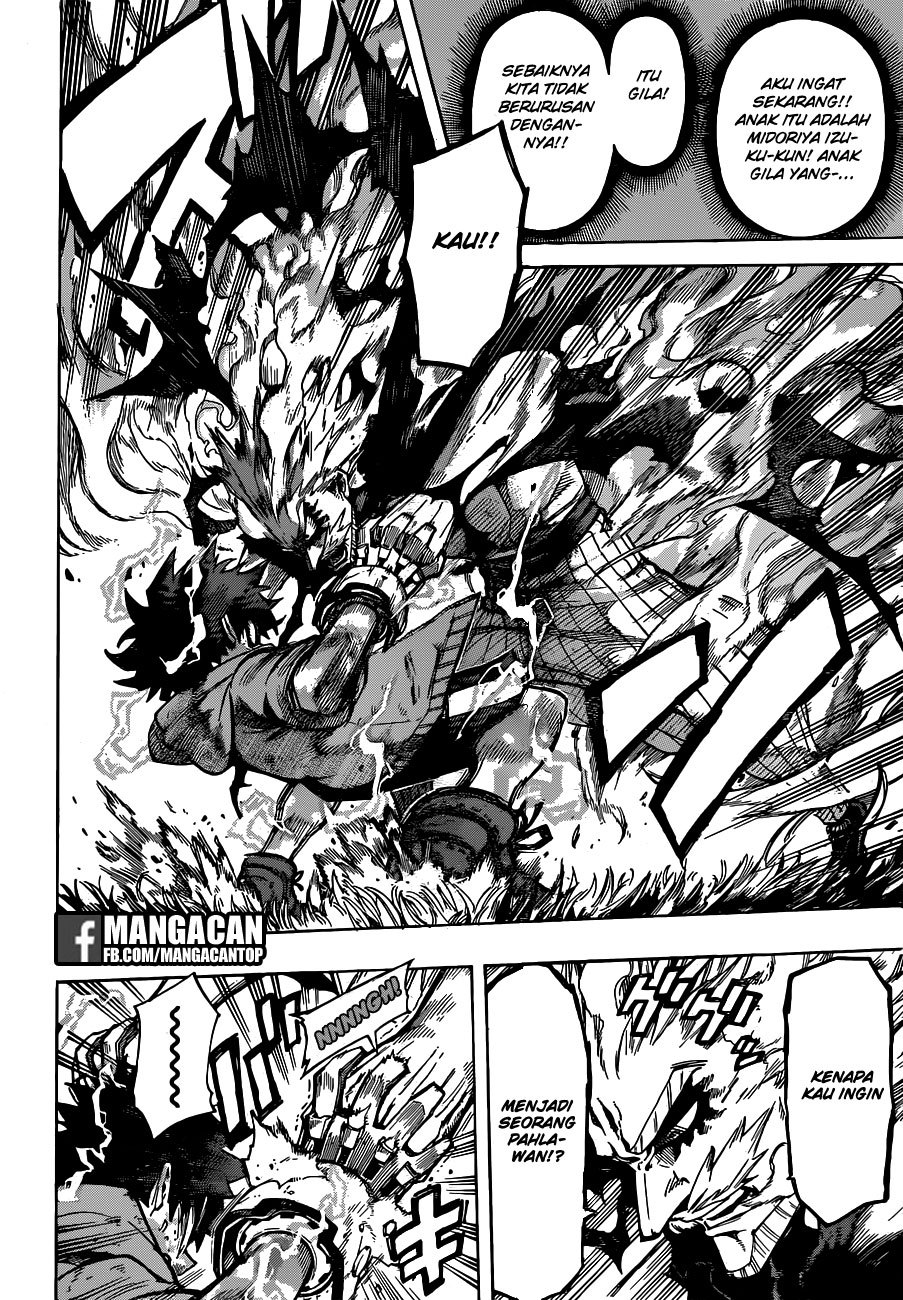 AKU INGAT
SEKARANG!!
ANAK ITU ADALAH
MIDORIYA IZU-
KU-KUN! ANAK
GILA YANG-...
ITU
GILA!
SEBAIKNYA
KITA TIDAK
BERURUSAN
DENGAN-
NYA!!
KAU!!
MANGACAN
FB.COM/MANGACANTOP
KENAPA
KAU INGIN
MENJADI
SEORANG
PAHLA-
WAN!?
NNNNGH!